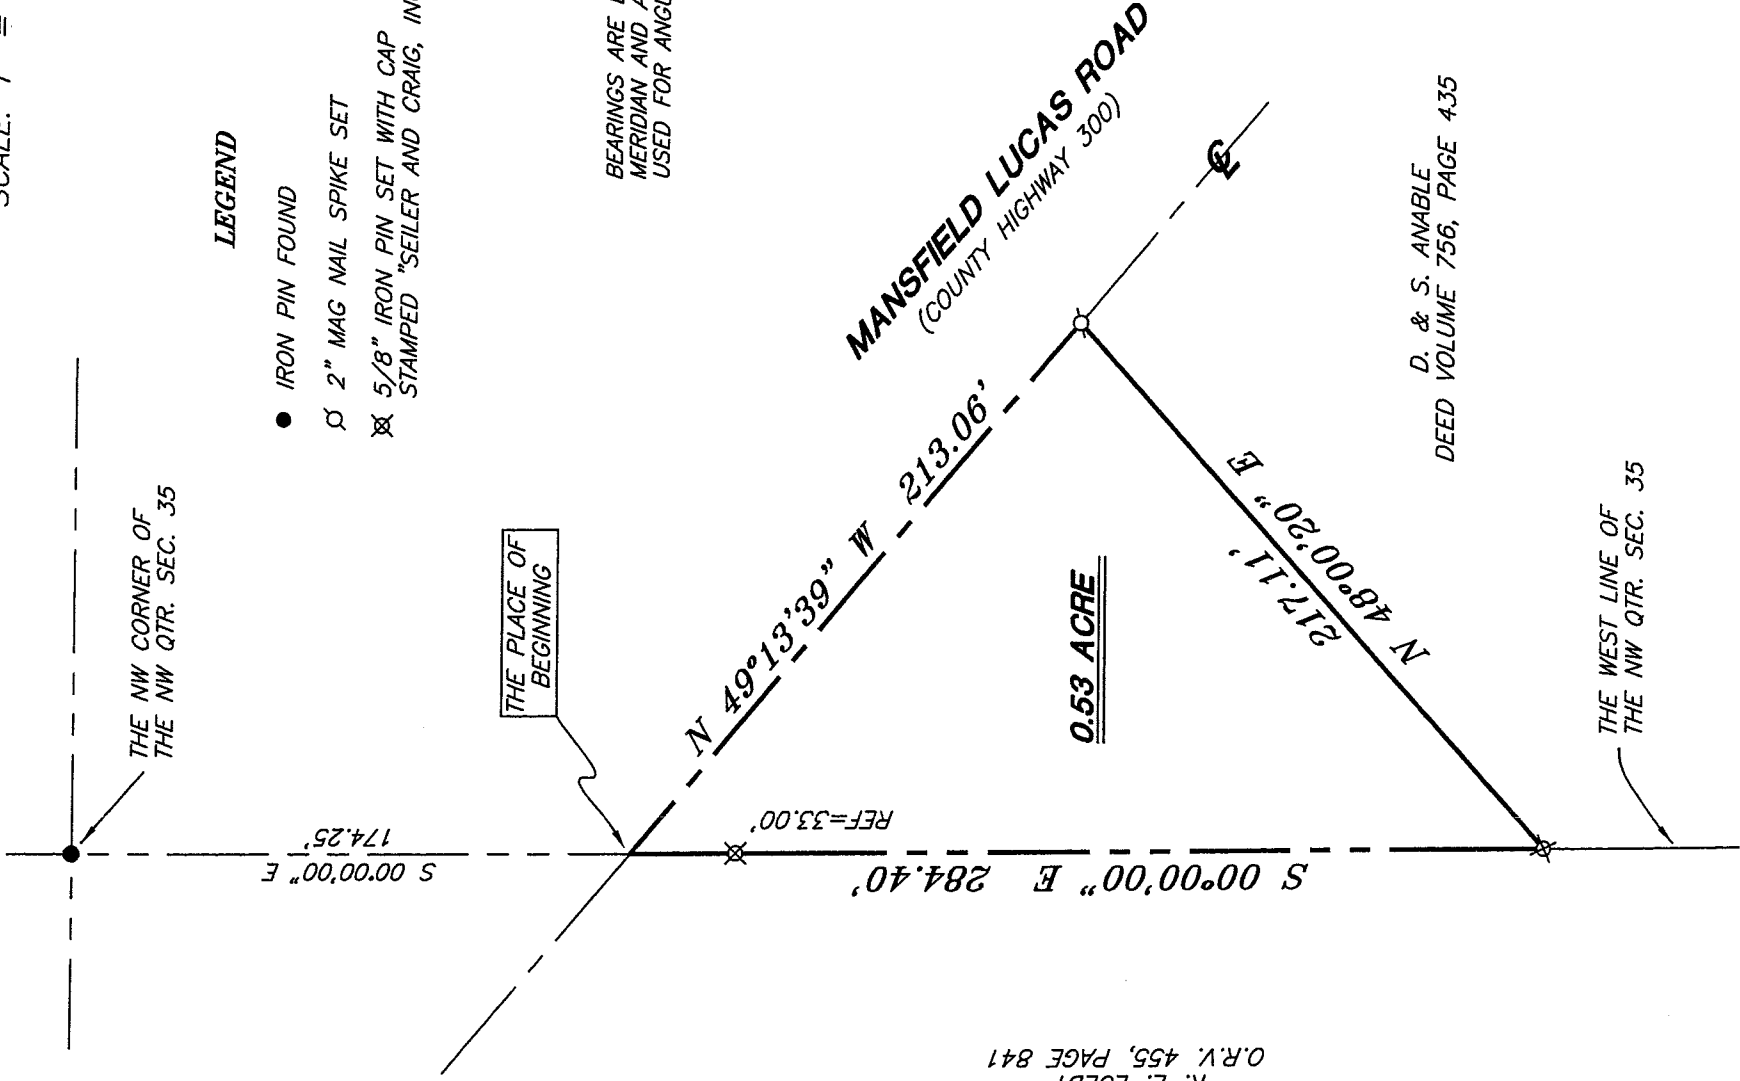 SCALE: 1" =
LEGEND
IRON PIN FOUND
2" MAG NAIL SPIKE SET
5/8" IRON PIN SET WITH CAP
STAMPED "SEILER AND CRAIG,
BEARINGS ARE
MERIDIAN AND
USED FOR
THE NW CORNER OF
THE NW QTR. SEC. 35
S 00°00'00" E
174.25'
THE PLACE OF
BEGINNING
MANSFIELD LUCAS ROAD
(COUNTY HIGHWAY 300)
CL
N 49°13'39" W 213.06'
REF=33.00'
S 00°00'00" E 284.40'
0.53 ACRE
217.11'
N 48°00'20" E
D. & S. ANABLE
DEED VOLUME 756, PAGE 435
THE WEST LINE OF
THE NW QTR. SEC. 35
O.R.V. 455, PAGE 841